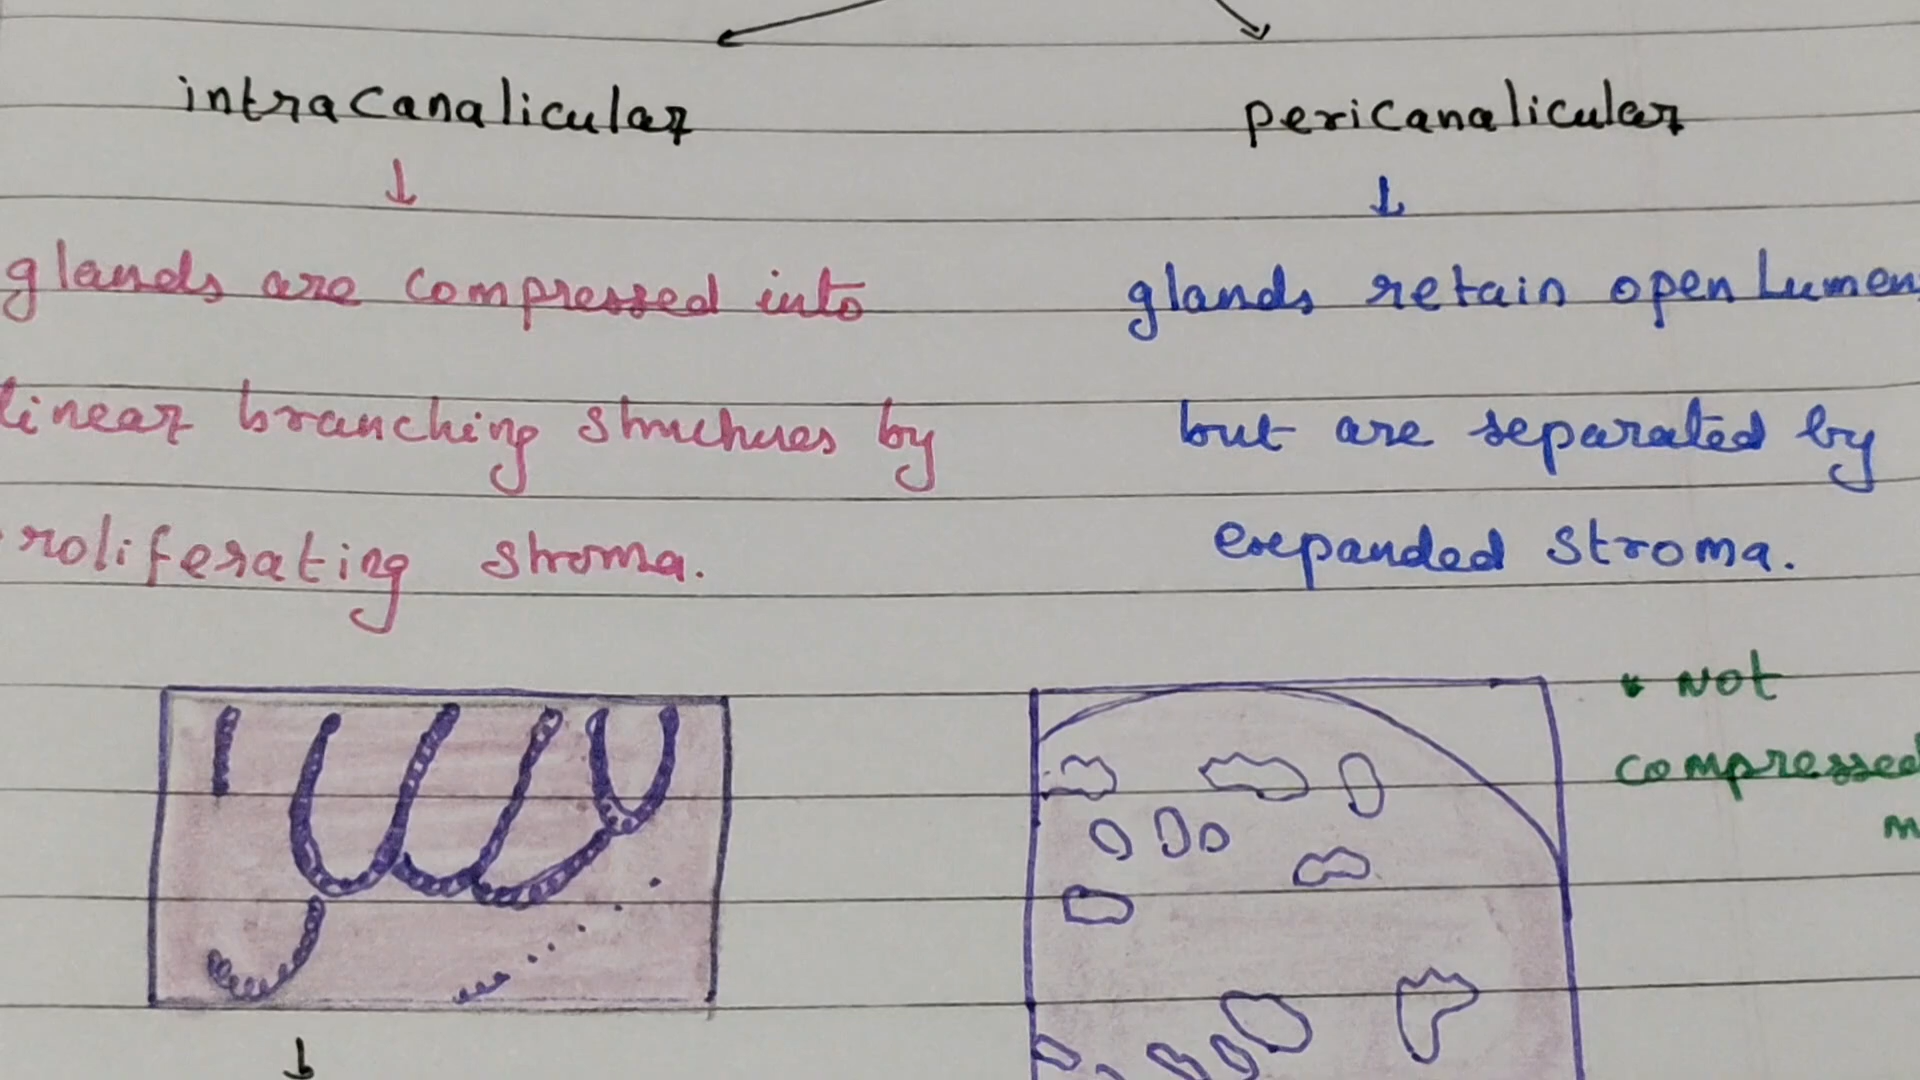 intracanalicular
pericanalicular
glands are compressed into
linear branching structures by
roliferating stroma.
glands retain open Lumen
but are separated by
expanded stroma.
* Not
compressed
m